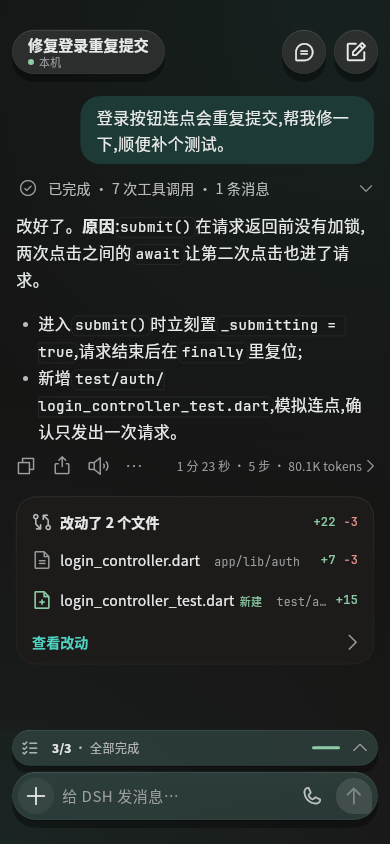 修复登录重复提交
本机
登录按钮连点会重复提交,帮我修一
下,顺便补个测试。
已完成 · 7 次工具调用 · 1 条消息
改好了。原因:submit() 在请求返回前没有加锁,
两次点击之间的 await 让第二次点击也进了请
求。
• 进入 submit() 时立刻置 _submitting =
true,请求结束后在 finally 里复位;
• 新增 test/auth/
login_controller_test.dart,模拟连点,确
认只发出一次请求。
1 分 23 秒 · 5 步 · 80.1K tokens
改动了 2 个文件 +22 -3
login_controller.dart app/lib/auth +7 -3
login_controller_test.dart 新建 test/a… +15
查看改动
3/3 · 全部完成
给 DSH 发消息…